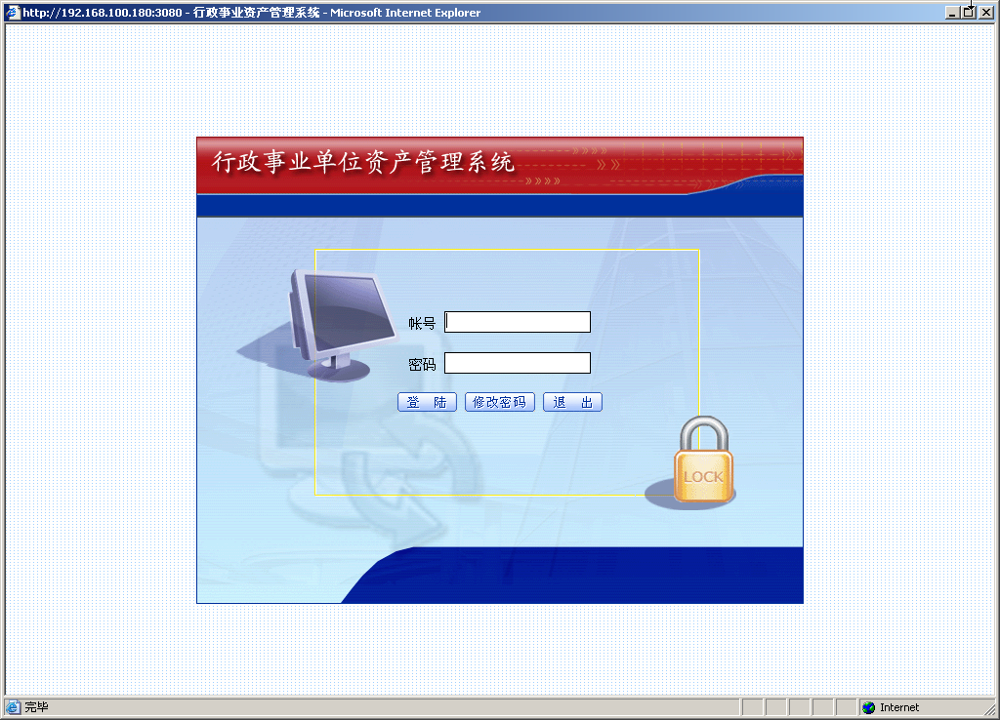 http://192.168.100.180:3080 - 行政事业资产管理系统 - Microsoft Internet Explorer
行政事业单位资产管理系统
帐号
密码
登 陆 修改密码 退 出
LOCK
完毕 Internet